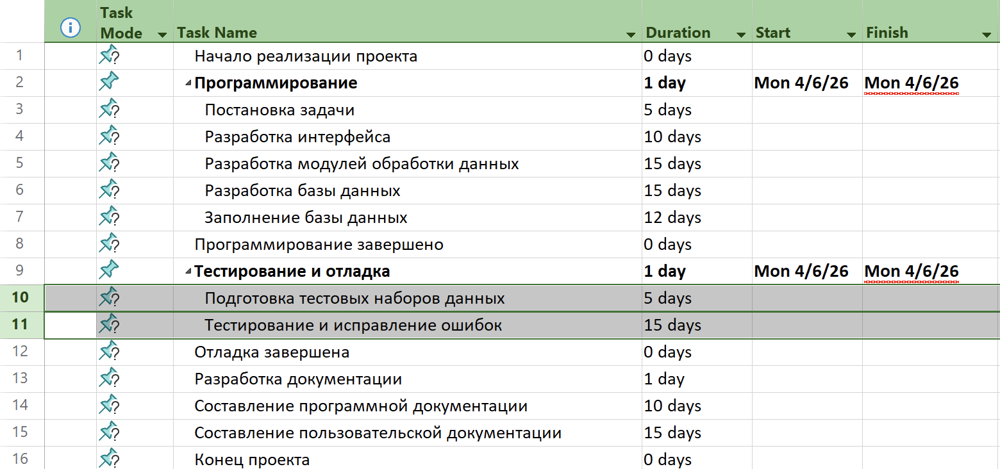 Task Mode Task Name Duration Start Finish
1 Начало реализации проекта 0 days
2 Программирование 1 day Mon 4/6/26 Mon 4/6/26
3 Постановка задачи 5 days
4 Разработка интерфейса 10 days
5 Разработка модулей обработки данных 15 days
6 Разработка базы данных 15 days
7 Заполнение базы данных 12 days
8 Программирование завершено 0 days
9 Тестирование и отладка 1 day Mon 4/6/26 Mon 4/6/26
10 Подготовка тестовых наборов данных 5 days
11 Тестирование и исправление ошибок 15 days
12 Отладка завершена 0 days
13 Разработка документации 1 day
14 Составление программной документации 10 days
15 Составление пользовательской документации 15 days
16 Конец проекта 0 days